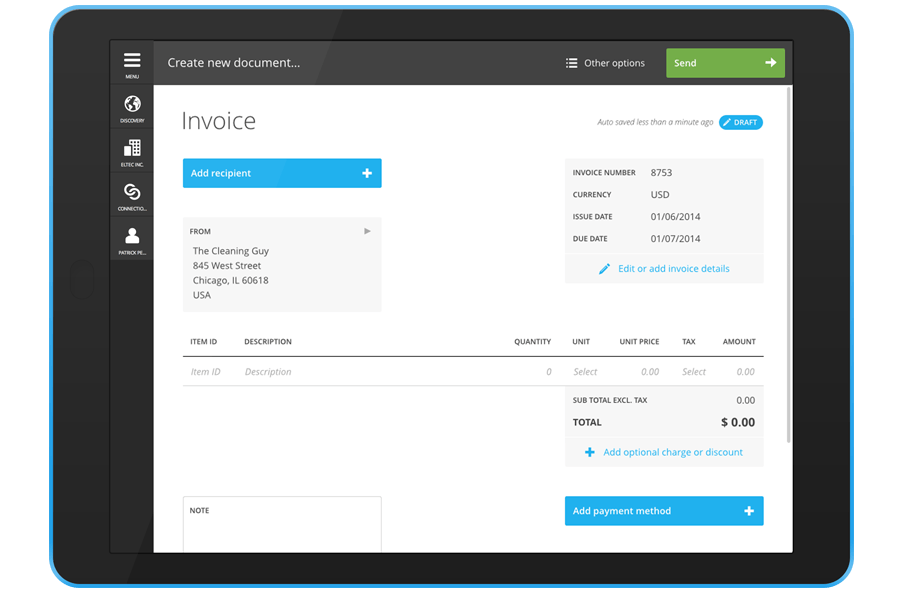 MENU
DISCOVERY
ELTEC INC.
CONNECTIO...
PATRICK PE...
Create new document...
Other options
Send
Invoice
Auto saved less than a minute ago
DRAFT
Add recipient
FROM
The Cleaning Guy
845 West Street
Chicago, IL 60618
USA
INVOICE NUMBER 8753
CURRENCY USD
ISSUE DATE 01/06/2014
DUE DATE 01/07/2014
Edit or add invoice details
ITEM ID DESCRIPTION QUANTITY UNIT UNIT PRICE TAX AMOUNT
Item ID Description 0 Select 0.00 Select 0.00
SUB TOTAL EXCL. TAX 0.00
TOTAL $ 0.00
Add optional charge or discount
NOTE
Add payment method